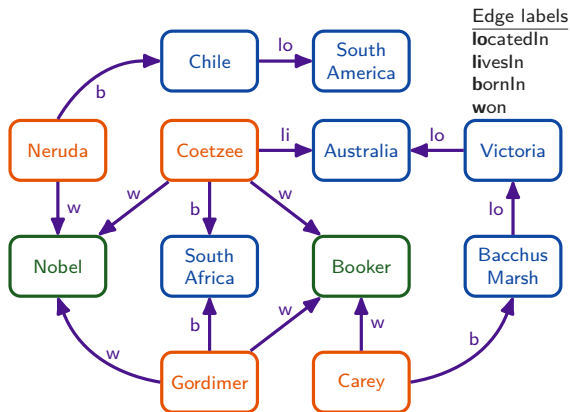 Edge labels
locatedIn
livesIn
bornIn
won
Chile
lo
South
America
b
Neruda
Coetzee
li
Australia
lo
Victoria
w
w
b
w
lo
Nobel
South
Africa
Booker
Bacchus
Marsh
w
b
w
w
b
Gordimer
Carey